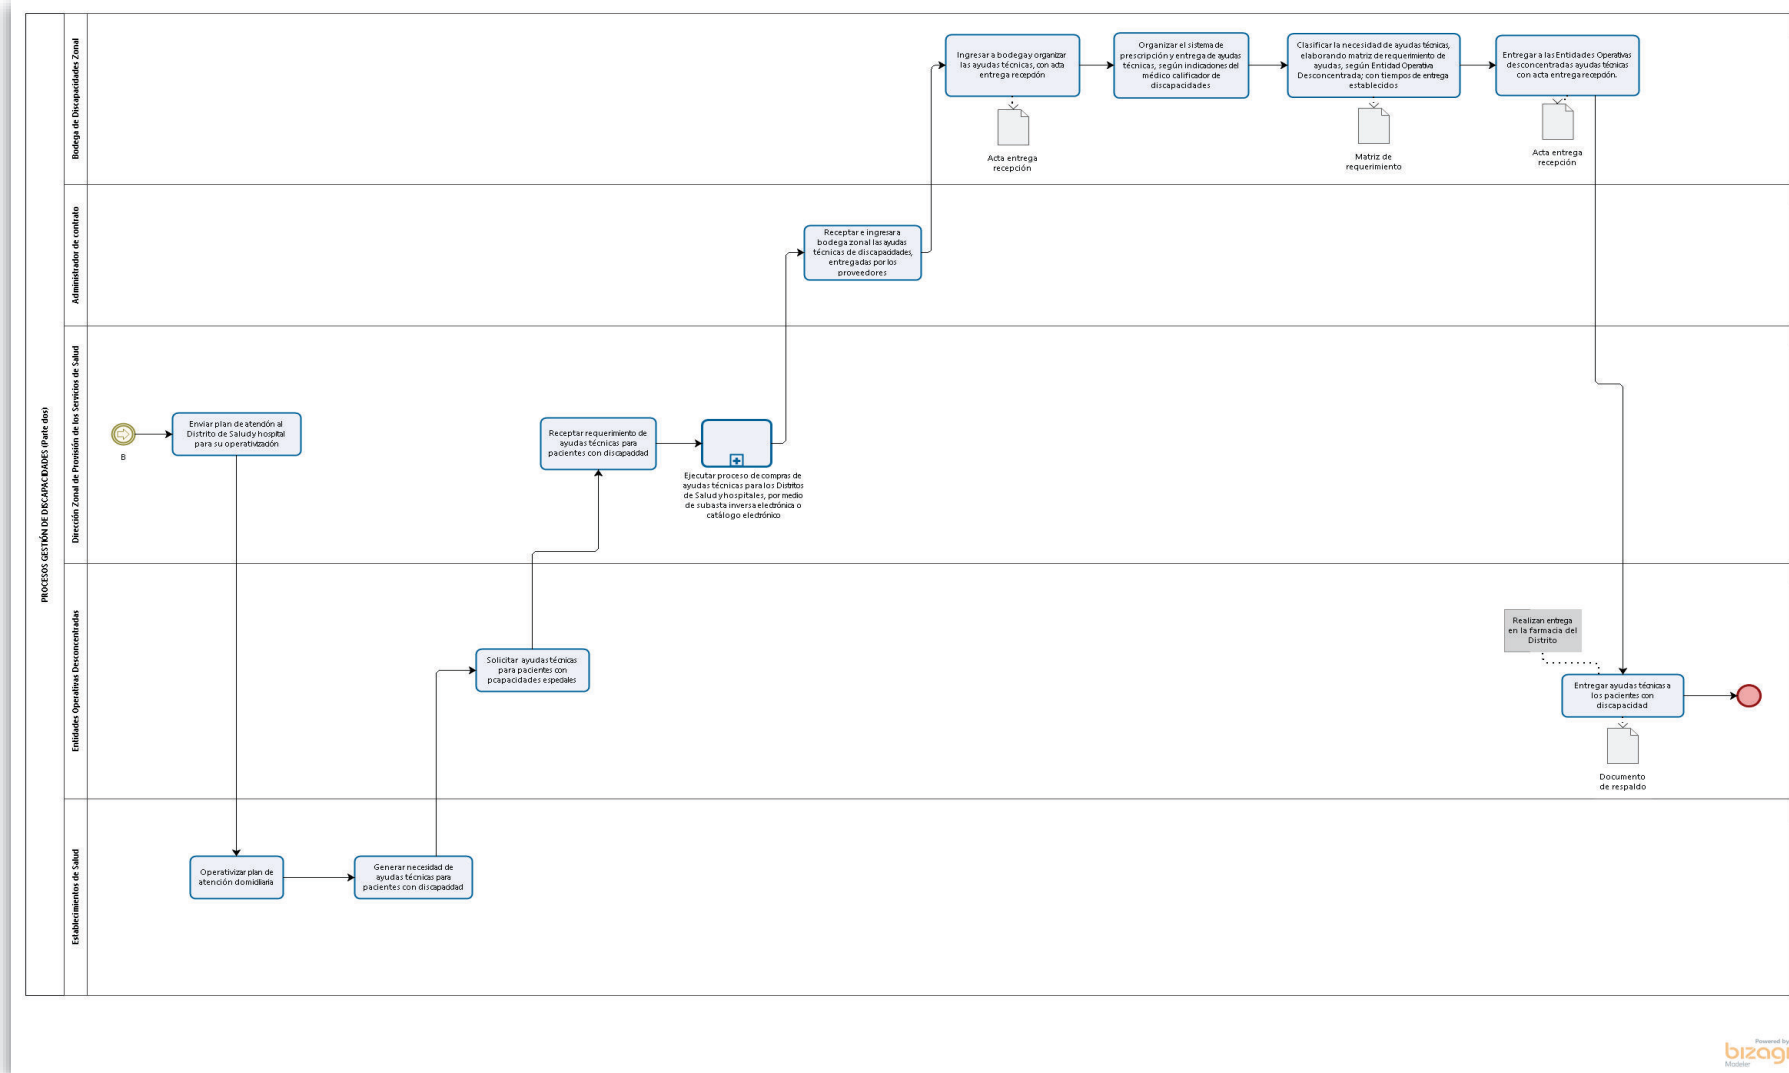 PROCESOS GESTIÓN DE DISCAPACIDADES (Parte dos)
Bodega de Discapacidades Zonal
Ingresar a bodega y organizar
las ayudas técnicas, con acta
entrega recepción
Acta entrega
recepción
Organizar el sistema de
prescripción y entrega de ayudas
técnicas, según indicaciones del
médico calificador de
discapacidades
Clasificar la necesidad de ayudas técnicas,
elaborando matriz de requerimiento de
ayudas, según Entidad Operativa
Desconcentrada; con tiempos de entrega
establecidos
Matriz de
requerimiento
Entregar a las Entidades Operativas
desconcentradas ayudas técnicas
con acta entrega recepción.
Acta entrega
recepción
Administrador de contrato
Receptar e ingresar a
bodega zonal las ayudas
técnicas de discapacidades,
entregadas por los
proveedores
Dirección Zonal de Provisión de los Servicios de Salud
B
Enviar plan de atención al
Distrito de Salud y hospital
para su operativización
Receptar requerimiento de
ayudas técnicas para
pacientes con discapacidad
Ejecutar proceso de compras de
ayudas técnicas para los Distritos
de Salud y hospitales, por medio
de subasta inversa electrónica o
catálogo electrónico
Entidades Operativas Desconcentradas
Solicitar ayudas técnicas
para pacientes con
pcapacidades especiales
Realizan entrega
en la farmacia del
Distrito
Entregar ayudas técnicas a
los pacientes con
discapacidad
Documento
de respaldo
Establecimientos de Salud
Operativizar plan de
atención domiciliaria
Generar necesidad de
ayudas técnicas para
pacientes con discapacidad
Powered by
bizagi
Modeler